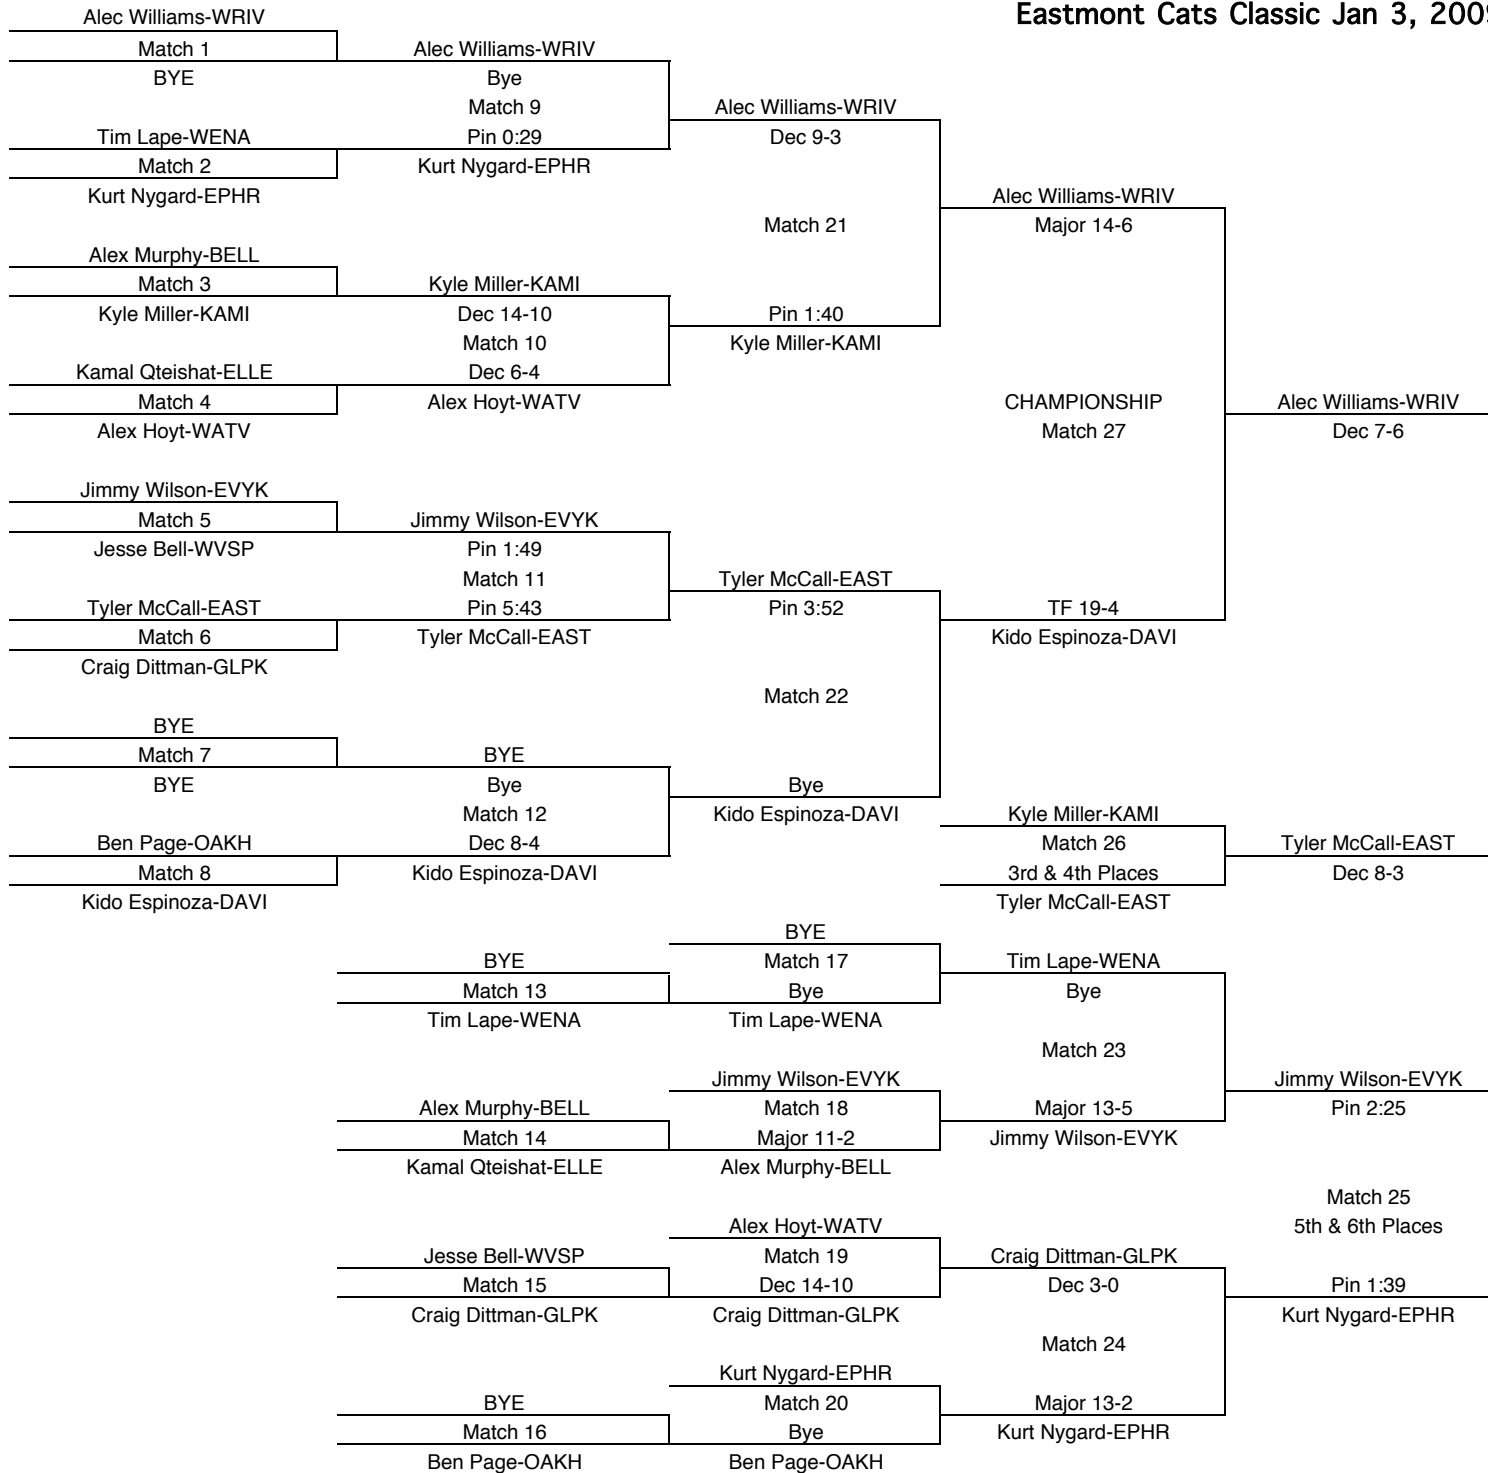 Eastmont Cats Classic Jan 3, 2009
Alec Williams-WRIV
Match 1
BYE
Tim Lape-WENA
Match 2
Kurt Nygard-EPHR
Alex Murphy-BELL
Match 3
Kyle Miller-KAMI
Kamal Qteishat-ELLE
Match 4
Alex Hoyt-WATV
Jimmy Wilson-EVYK
Match 5
Jesse Bell-WVSP
Tyler McCall-EAST
Match 6
Craig Dittman-GLPK
BYE
Match 7
BYE
Ben Page-OAKH
Match 8
Kido Espinoza-DAVI
Alec Williams-WRIV
Bye
Match 9
Pin 0:29
Kurt Nygard-EPHR
Kyle Miller-KAMI
Dec 14-10
Match 10
Dec 6-4
Alex Hoyt-WATV
Jimmy Wilson-EVYK
Pin 1:49
Match 11
Pin 5:43
Tyler McCall-EAST
BYE
Bye
Match 12
Dec 8-4
Kido Espinoza-DAVI
Alec Williams-WRIV
Dec 9-3
Match 21
Pin 1:40
Kyle Miller-KAMI
Tyler McCall-EAST
Pin 3:52
Match 22
Bye
Kido Espinoza-DAVI
Alec Williams-WRIV
Major 14-6
CHAMPIONSHIP
Match 27
TF 19-4
Kido Espinoza-DAVI
Alec Williams-WRIV
Dec 7-6
Kyle Miller-KAMI
Match 26
3rd & 4th Places
Tyler McCall-EAST
Tyler McCall-EAST
Dec 8-3
BYE
Match 13
Tim Lape-WENA
Alex Murphy-BELL
Match 14
Kamal Qteishat-ELLE
Jesse Bell-WVSP
Match 15
Craig Dittman-GLPK
BYE
Match 16
Ben Page-OAKH
BYE
Match 17
Bye
Tim Lape-WENA
Jimmy Wilson-EVYK
Match 18
Major 11-2
Alex Murphy-BELL
Alex Hoyt-WATV
Match 19
Dec 14-10
Craig Dittman-GLPK
Kurt Nygard-EPHR
Match 20
Bye
Ben Page-OAKH
Tim Lape-WENA
Bye
Match 23
Major 13-5
Jimmy Wilson-EVYK
Craig Dittman-GLPK
Dec 3-0
Match 24
Major 13-2
Kurt Nygard-EPHR
Jimmy Wilson-EVYK
Pin 2:25
Match 25
5th & 6th Places
Pin 1:39
Kurt Nygard-EPHR